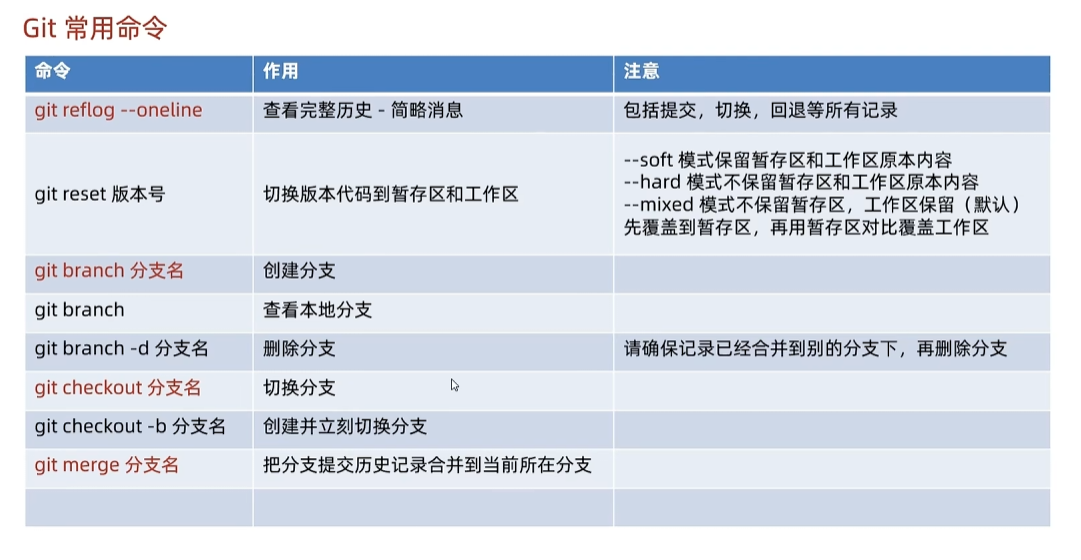 Git 常用命令
命令 作用 注意
git reflog --oneline 查看完整历史 - 简略消息 包括提交，切换，回退等所有记录
git reset 版本号 切换版本代码到暂存区和工作区
--soft 模式保留暂存区和工作区原本内容
--hard 模式不保留暂存区和工作区原本内容
--mixed 模式不保留暂存区，工作区保留（默认）
先覆盖到暂存区，再用暂存区对比覆盖工作区
git branch 分支名 创建分支
git branch 查看本地分支
git branch -d 分支名 删除分支 请确保记录已经合并到别的分支下，再删除分支
git checkout 分支名 切换分支
git checkout -b 分支名 创建并立刻切换分支
git merge 分支名 把分支提交历史记录合并到当前所在分支